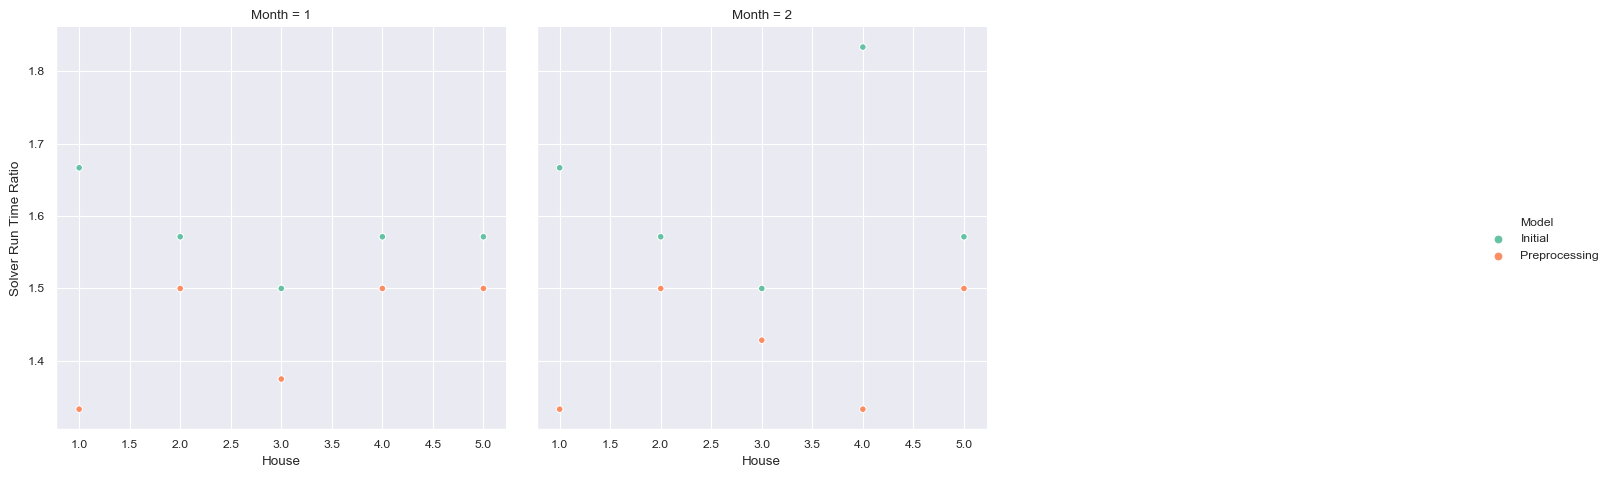 Month = 1
Month = 2
Solver Run Time Ratio
1.8
1.7
1.6
1.5
1.4
1.0 1.5 2.0 2.5 3.0 3.5 4.0 4.5 5.0
House
1.0 1.5 2.0 2.5 3.0 3.5 4.0 4.5 5.0
House
Model
Initial
Preprocessing